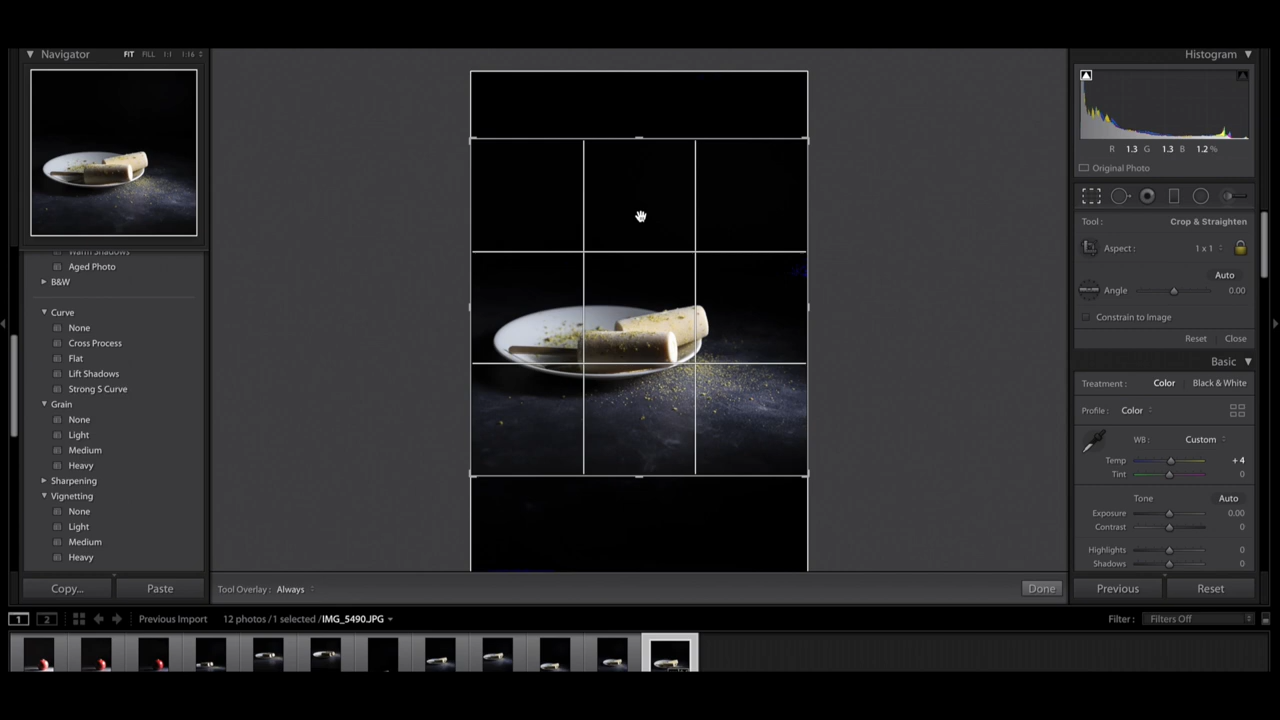 Navigator FIT FILL 1:1 1:16
Warm Shadows
Aged Photo
B&W
Curve
None
Cross Process
Flat
Lift Shadows
Strong S Curve
Grain
None
Light
Medium
Heavy
Sharpening
Vignetting
None
Light
Medium
Heavy
Copy... Paste
Tool Overlay: Always Done
Histogram
R 1.3 G 1.3 B 1.2 %
Original Photo
Tool: Crop & Straighten
Aspect: 1 x 1
Auto
Angle 0.00
Constrain to Image
Reset Close
Basic
Treatment: Color Black & White
Profile: Color
WB: Custom
Temp + 4
Tint 0
Tone Auto
Exposure 0.00
Contrast 0
Highlights 0
Shadows 0
Previous Reset
1 2 Previous Import 12 photos /1 selected /IMG_5490.JPG Filter: Filters Off